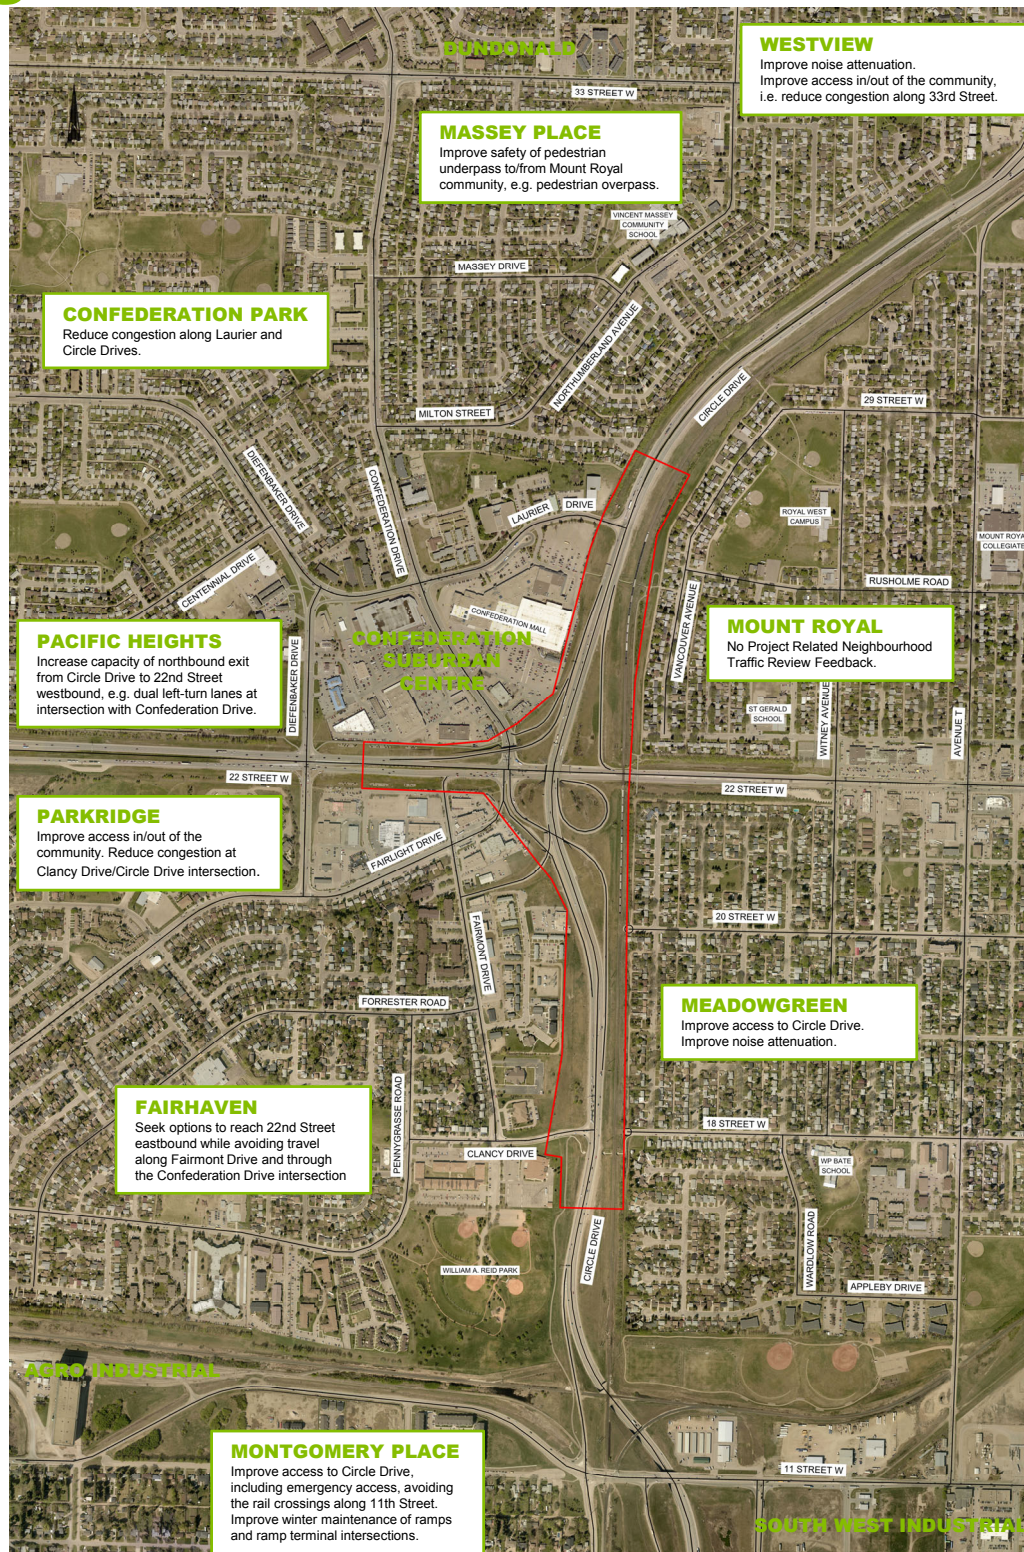 DUNDONALD
WESTVIEW
Improve noise attenuation.
Improve access in/out of the community,
i.e. reduce congestion along 33rd Street.
33 STREET W
MASSEY PLACE
Improve safety of pedestrian
underpass to/from Mount Royal
community, e.g. pedestrian overpass.
VINCENT MASSEY
COMMUNITY
SCHOOL
MASSEY DRIVE
CONFEDERATION PARK
Reduce congestion along Laurier and
Circle Drives.
NORTHUMBERLAND AVENUE
CIRCLE DRIVE
29 STREET W
MILTON STREET
DIEFENBAKER DRIVE
CONFEDERATION DRIVE
LAURIER
DRIVE
ROYAL WEST
CAMPUS
MOUNT ROYA
COLLEGIATE
CENTENNIAL DRIVE
RUSHOLME ROAD
CONFEDERATION MALL
VANCOUVER AVENUE
PACIFIC HEIGHTS
Increase capacity of northbound exit
from Circle Drive to 22nd Street
westbound, e.g. dual left-turn lanes at
intersection with Confederation Drive.
DIEFENBAKER DRIVE
CONFEDERATION
SUBURBAN
CENTRE
MOUNT ROYAL
No Project Related Neighbourhood
Traffic Review Feedback.
ST GERALD
SCHOOL
WITNEY AVENUE
AVENUE T
22 STREET W
22 STREET W
PARKRIDGE
Improve access in/out of the
community. Reduce congestion at
Clancy Drive/Circle Drive intersection.
FAIRLIGHT DRIVE
20 STREET W
FAIRMONT DRIVE
FORRESTER ROAD
MEADOWGREEN
Improve access to Circle Drive.
Improve noise attenuation.
FAIRHAVEN
Seek options to reach 22nd Street
eastbound while avoiding travel
along Fairmont Drive and through
the Confederation Drive intersection
PENNYGRASSE ROAD
18 STREET W
CLANCY DRIVE
WP BATE
SCHOOL
CIRCLE DRIVE
WARDLOW ROAD
WILLIAM A. REID PARK
APPLEBY DRIVE
AGRO INDUSTRIAL
MONTGOMERY PLACE
Improve access to Circle Drive,
including emergency access, avoiding
the rail crossings along 11th Street.
Improve winter maintenance of ramps
and ramp terminal intersections.
11 STREET W
SOUTH WEST INDUSTRIAL